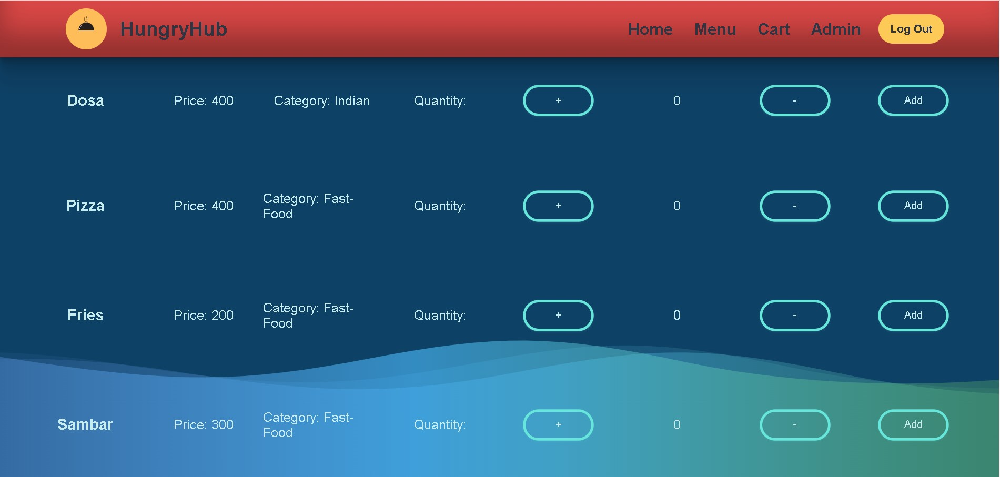 HungryHub Home Menu Cart Admin Log Out
Dosa Price: 400 Category: Indian Quantity: + 0 - Add
Pizza Price: 400 Category: Fast-
Food Quantity: + 0 - Add
Fries Price: 200 Category: Fast-
Food Quantity: + 0 - Add
Sambar Price: 300 Category: Fast-
Food Quantity: + 0 - Add